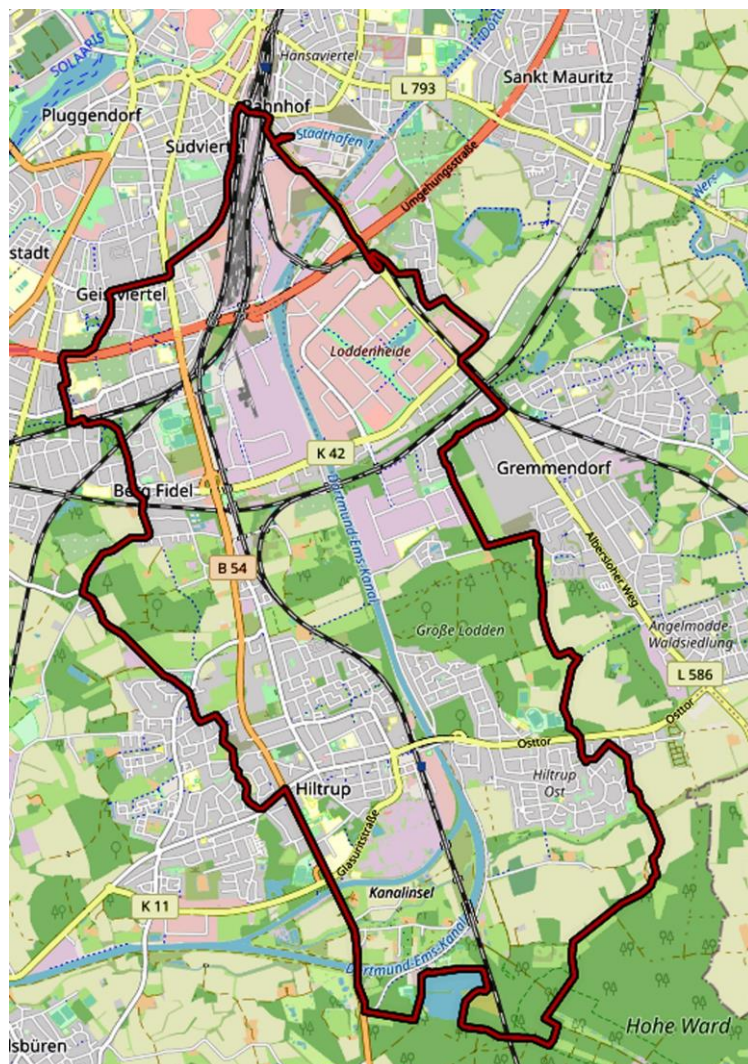 SOLAARIS
Hansaviertel
Sankt Mauritz
L 793
Pluggendorf
Bahnhof
Stadthafen 1
Südviertel
Umgehungsstraße
stadt
Geistviertel
Loddenheide
K 42
Gremmendorf
Berg Fidel
Dortmund-Ems-Kanal
B 54
Albersloher Weg
Große Lodden
Angelmodde-
Waldsiedlung
L 586
Osttor
Osttor
Hiltrup
Hiltrup
Ost
Glasuritstraße
Kanalinsel
K 11
Dortmund-Ems-Kanal
Hohe Ward
lsbüren